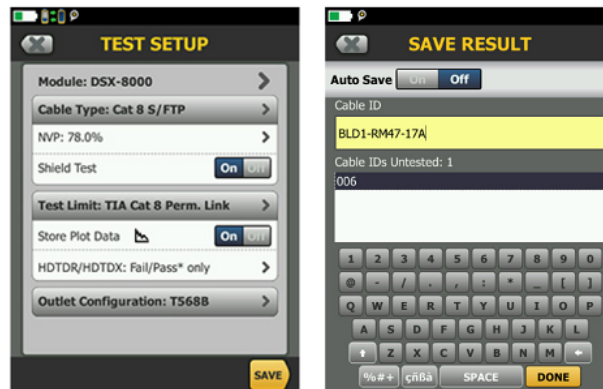 TEST SETUP
Module: DSX-8000
Cable Type: Cat 8 S/FTP
NVP: 78.0%
Shield Test On Off
Test Limit: TIA Cat 8 Perm. Link
Store Plot Data On Off
HDTDR/HDTDX: Fail/Pass* only
Outlet Configuration: T568B
SAVE
SAVE RESULT
Auto Save On Off
Cable ID
BLD1-RM47-17A
Cable IDs Untested: 1
006
1 2 3 4 5 6 7 8 9 0
@ - / . , : * _ [ ]
Q W E R T Y U I O P
A S D F G H J K L
Z X C V B N M
%#+ çñßà SPACE DONE